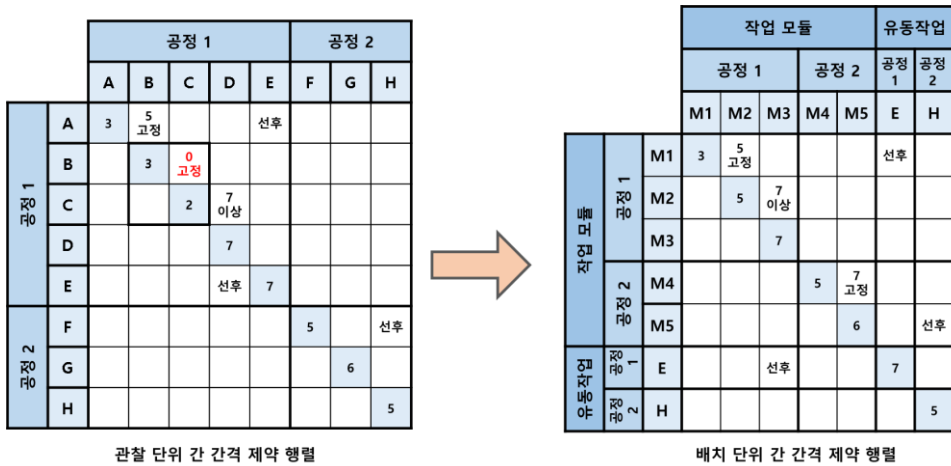 공정 1 공정 2
A B C D E F G H
공정 1
A 3 5 고정 선후
B 3 0 고정
C 2 7 이상
D 7
E 선후 7
공정 2
F 5 선후
G 6
H 5
관찰 단위 간 간격 제약 행렬
작업 모듈 유동작업
공정 1 공정 2 공정 1 공정 2
M1 M2 M3 M4 M5 E H
작업 모듈
공정 1
M1 3 5 고정 선후
M2 5 7 이상
M3 7
공정 2
M4 5 7 고정
M5 6 선후
유동작업
공정 1 E 선후 7
공정 2 H 5
배치 단위 간 간격 제약 행렬